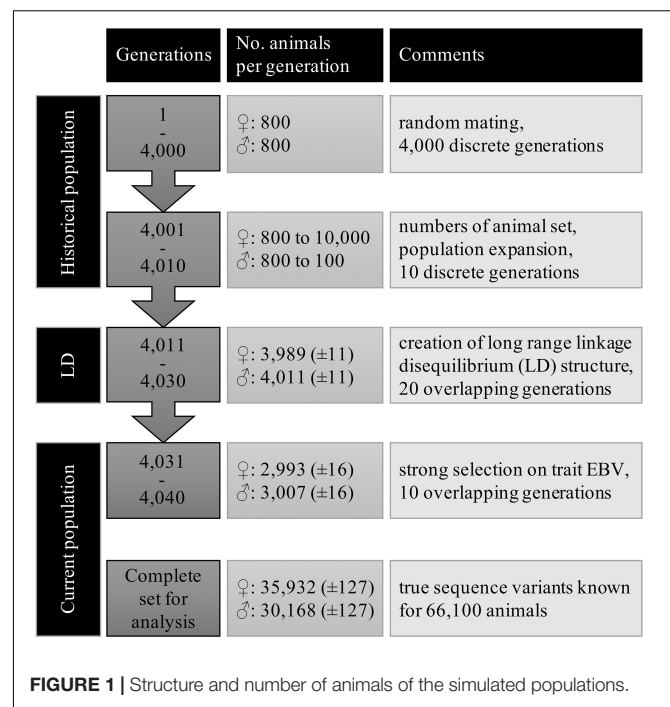 Generations
No. animals
per generation
Comments
Historical population
1
-
4,000
♀: 800
♂: 800
random mating,
4,000 discrete generations
4,001
-
4,010
♀: 800 to 10,000
♂: 800 to 100
numbers of animal set,
population expansion,
10 discrete generations
LD
4,011
-
4,030
♀: 3,989 (±11)
♂: 4,011 (±11)
creation of long range linkage
disequilibrium (LD) structure,
20 overlapping generations
Current population
4,031
-
4,040
♀: 2,993 (±16)
♂: 3,007 (±16)
strong selection on trait EBV,
10 overlapping generations
Complete
set for
analysis
♀: 35,932 (±127)
♂: 30,168 (±127)
true sequence variants known
for 66,100 animals
FIGURE 1 | Structure and number of animals of the simulated populations.